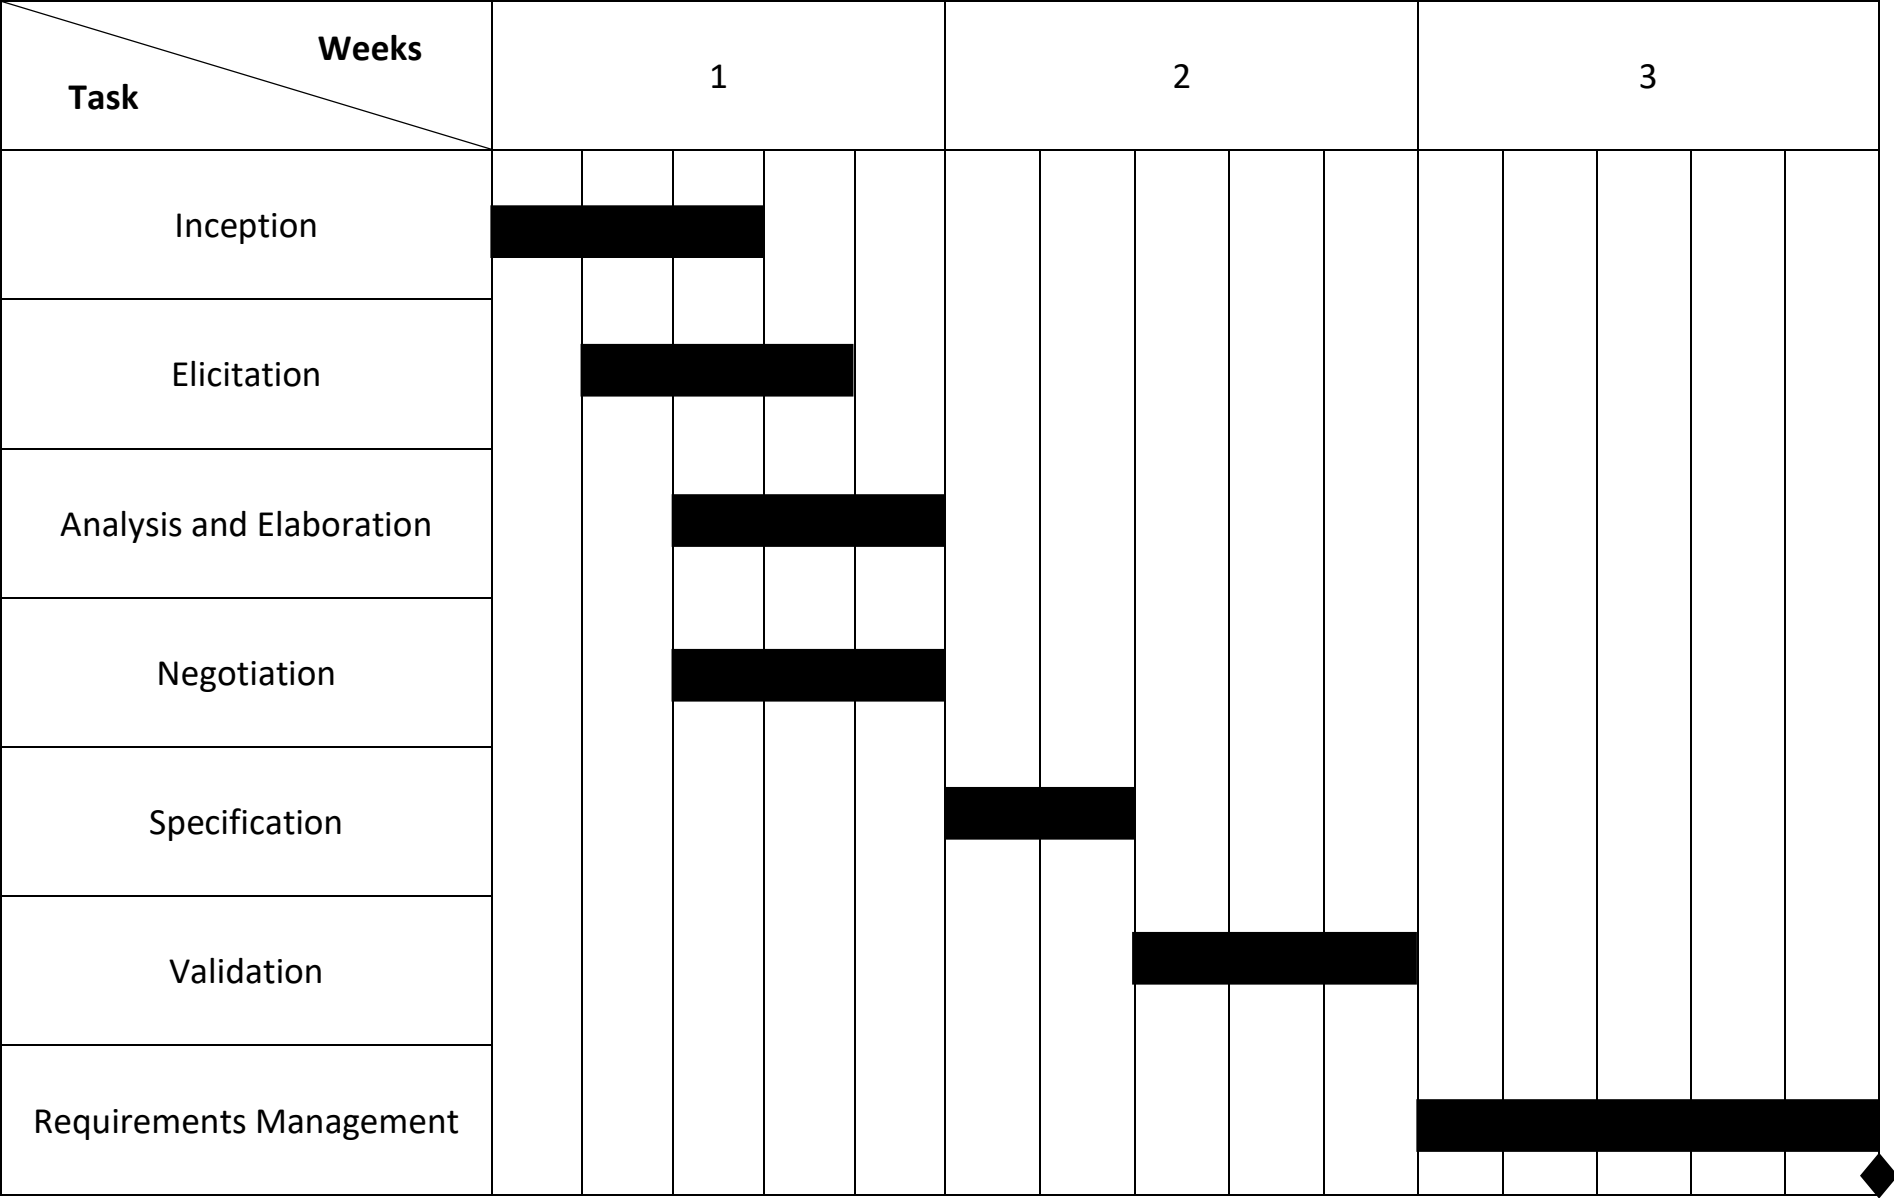 Weeks
Task
1
2
3
Inception
Elicitation
Analysis and Elaboration
Negotiation
Specification
Validation
Requirements Management